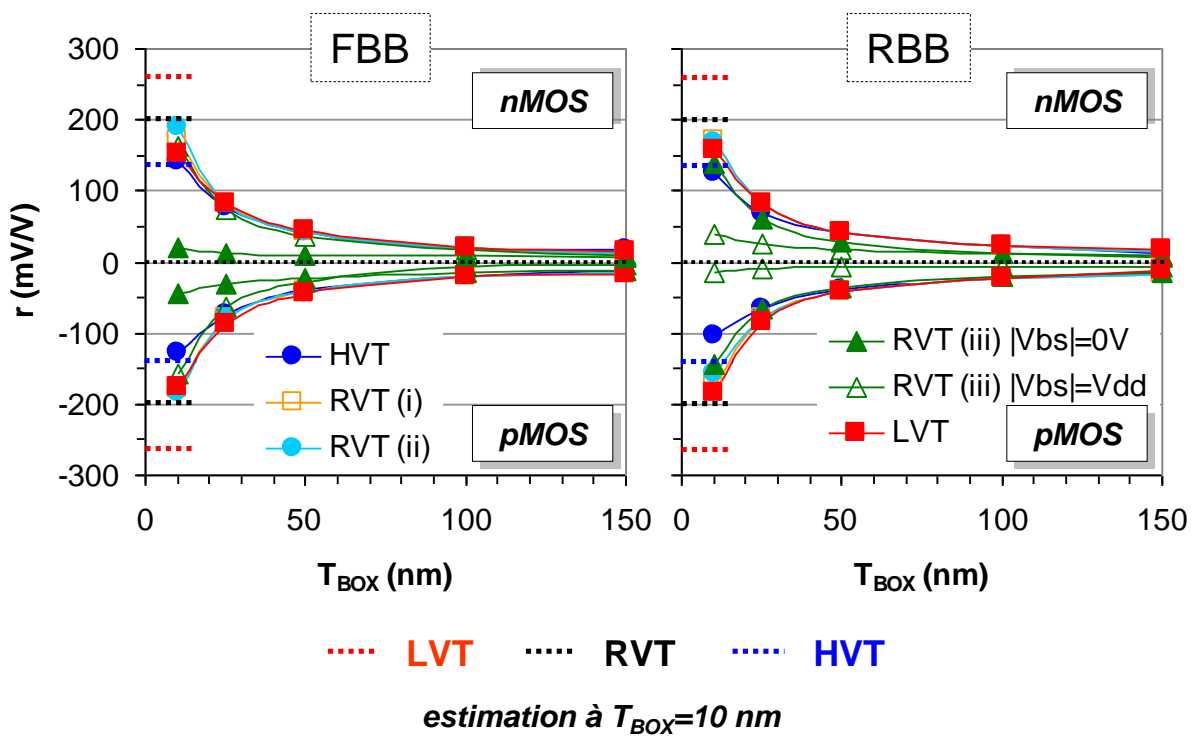 FBB
RBB
nMOS
nMOS
300
200
100
0
-100
-200
-300
r (mV/V)
HVT
RVT (i)
RVT (ii)
pMOS
RVT (iii) |Vbs|=0V
RVT (iii) |Vbs|=Vdd
LVT
pMOS
0 50 100 150
0 50 100 150
TBOX (nm)
TBOX (nm)
LVT RVT HVT
estimation à TBOX=10 nm